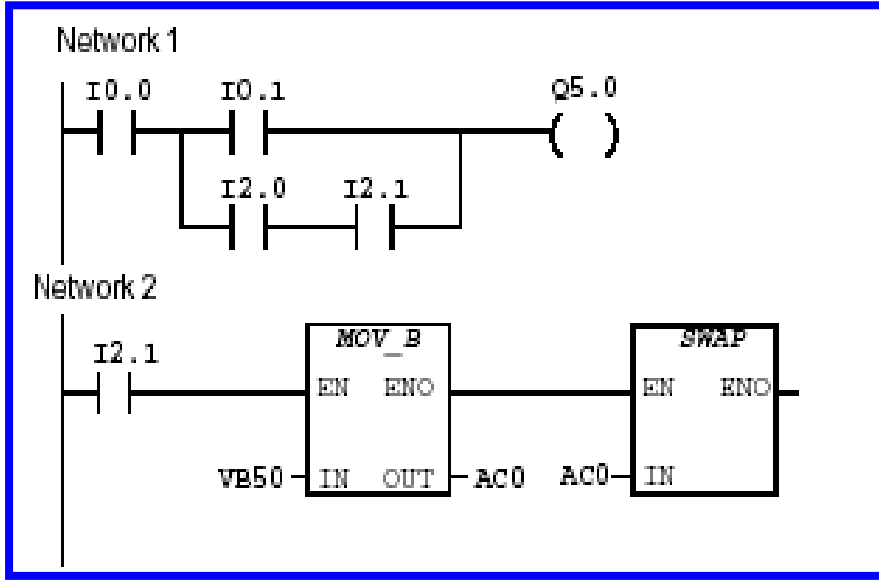 Network 1
I0.0 I0.1 Q5.0
I2.0 I2.1
Network 2
I2.1 MOV_B SWAP
EN ENO EN ENO
VB50 IN OUT AC0 AC0 IN